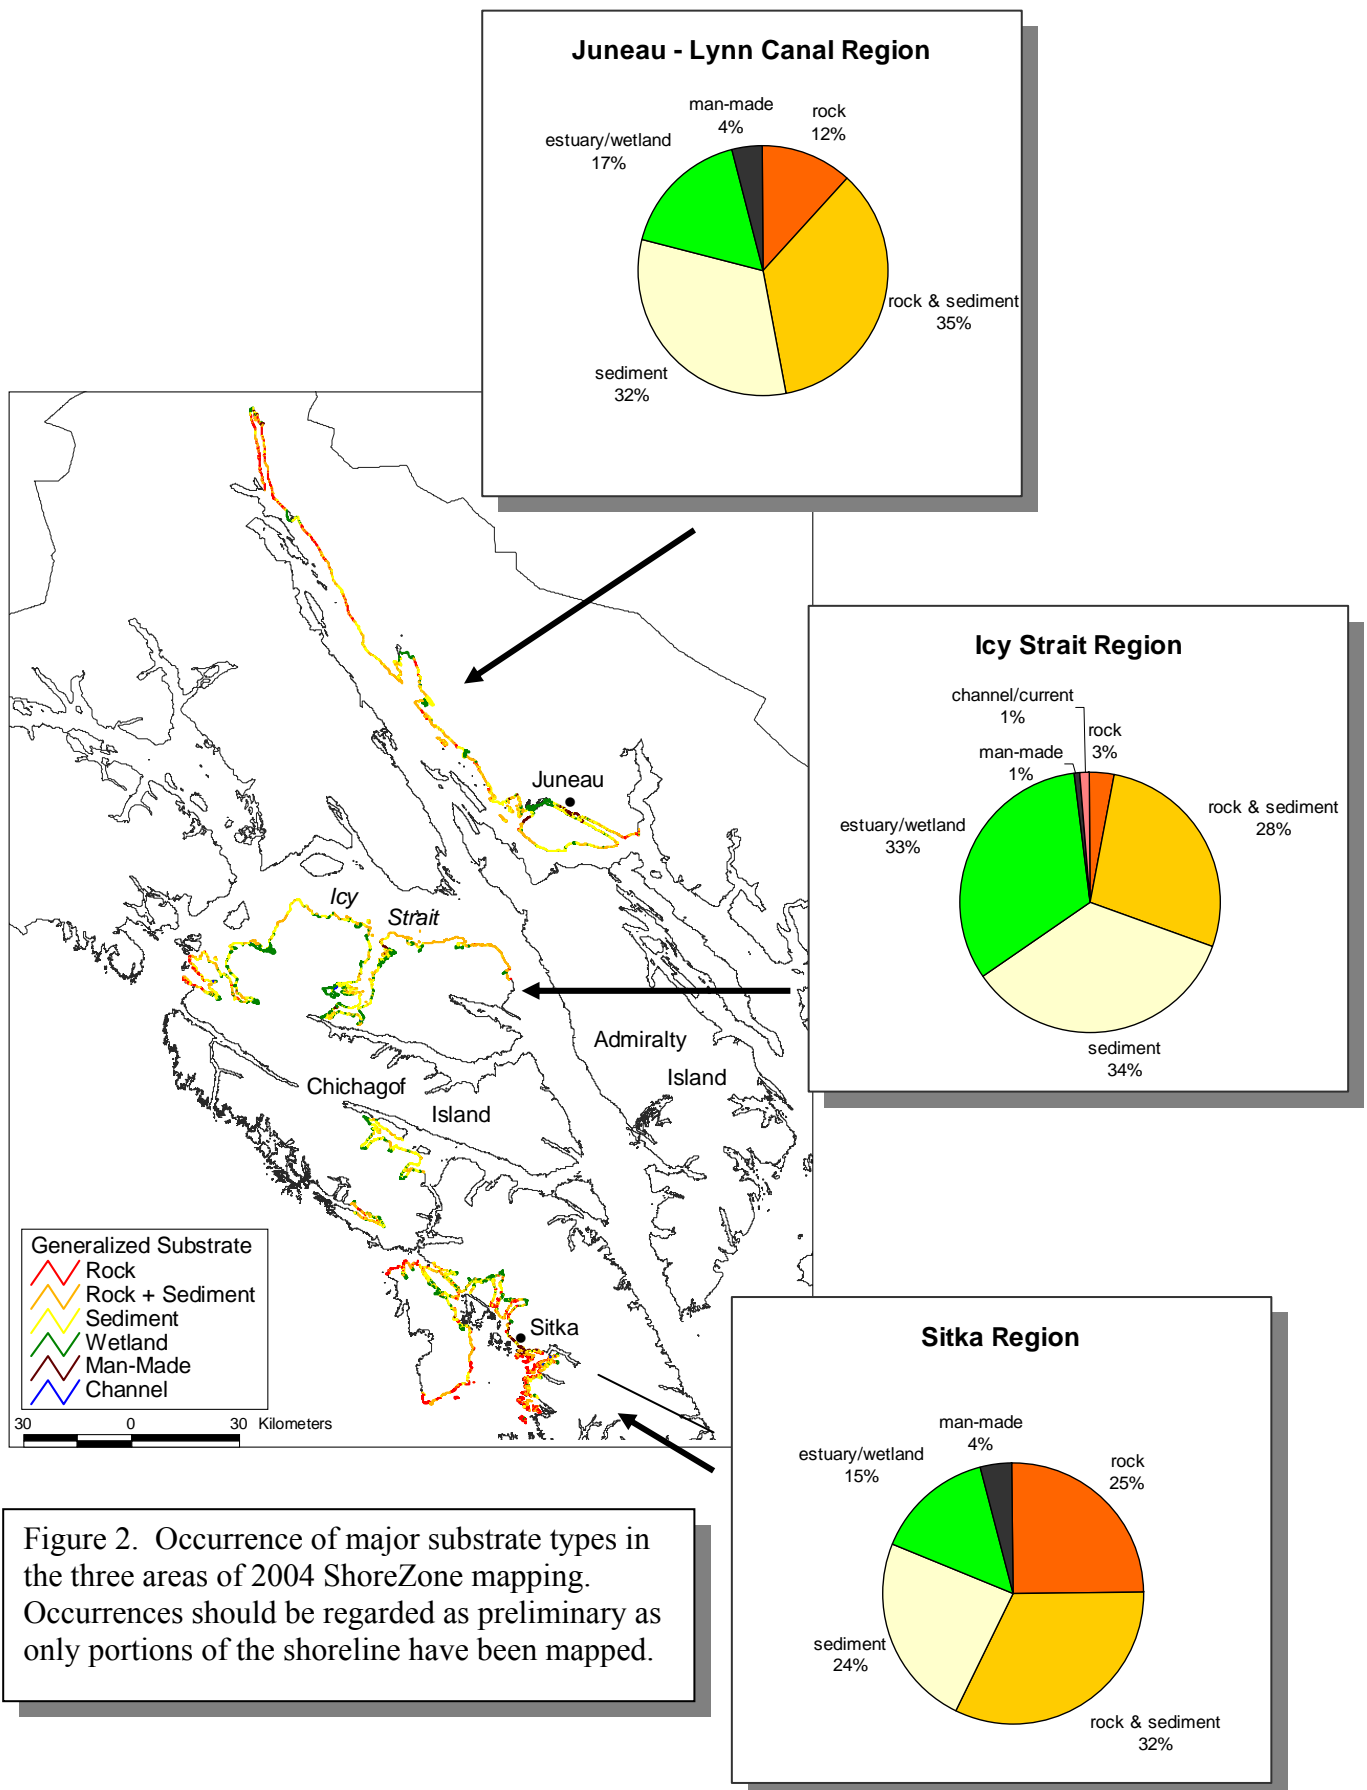 Juneau - Lynn Canal Region
man-made
4%
rock
12%
estuary/wetland
17%
rock & sediment
35%
sediment
32%
Icy Strait Region
channel/current
1%
rock
3%
man-made
1%
rock & sediment
28%
estuary/wetland
33%
sediment
34%
Juneau
Icy
Strait
Admiralty
Island
Chichagof
Island
Sitka
Generalized Substrate
Rock
Rock + Sediment
Sediment
Wetland
Man-Made
Channel
30 0 30 Kilometers
Sitka Region
man-made
4%
estuary/wetland
15%
rock
25%
sediment
24%
rock & sediment
32%
Figure 2. Occurrence of major substrate types in
the three areas of 2004 ShoreZone mapping.
Occurrences should be regarded as preliminary as
only portions of the shoreline have been mapped.